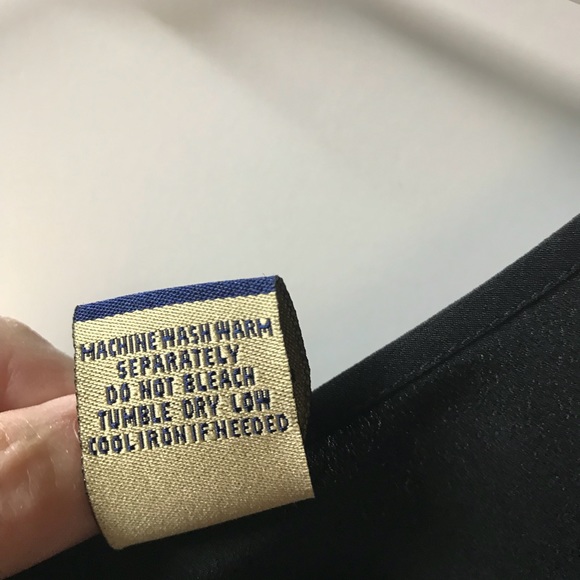 MACHINE WASH WARM
SEPARATELY
DO NOT BLEACH
TUMBLE DRY LOW
COOL IRON IF NEEDED